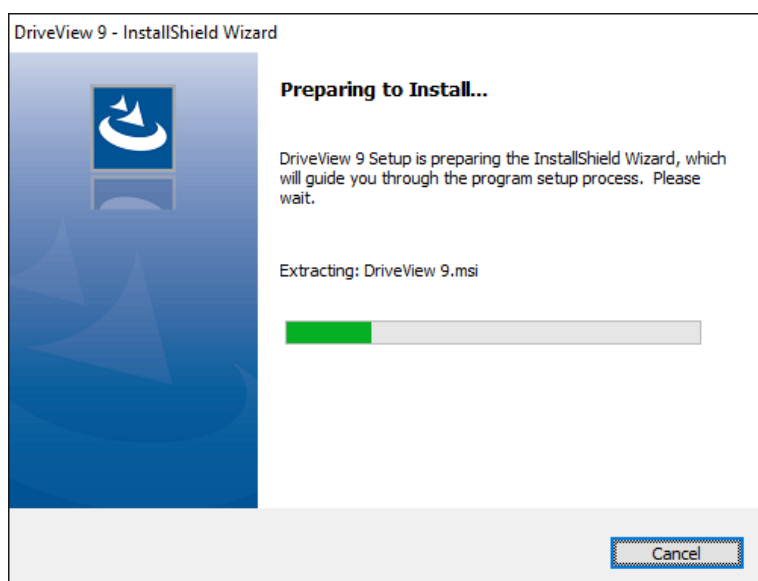 DriveView 9 - InstallShield Wizard
Preparing to Install...
DriveView 9 Setup is preparing the InstallShield Wizard, which
will guide you through the program setup process.  Please
wait.
Extracting: DriveView 9.msi
Cancel